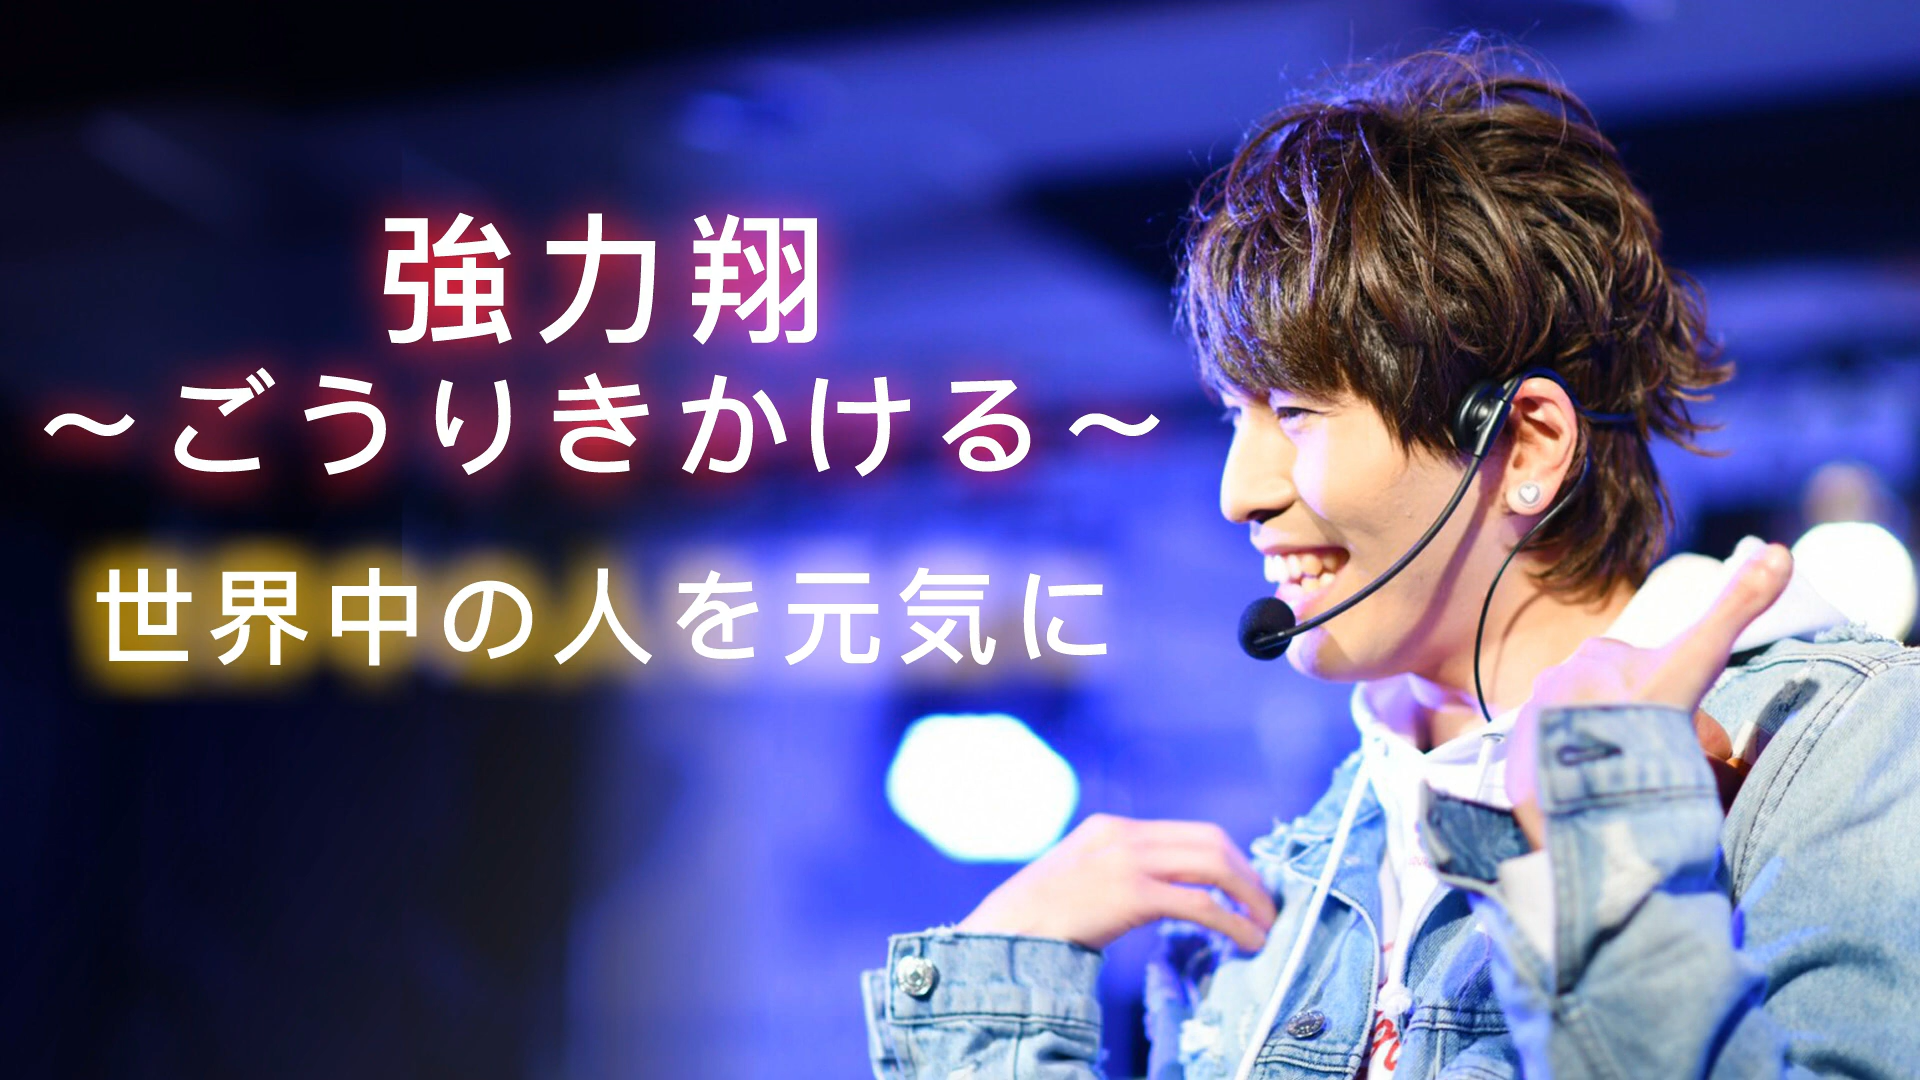 強力翔
～ごうりきかける～
世界中の人を元気に